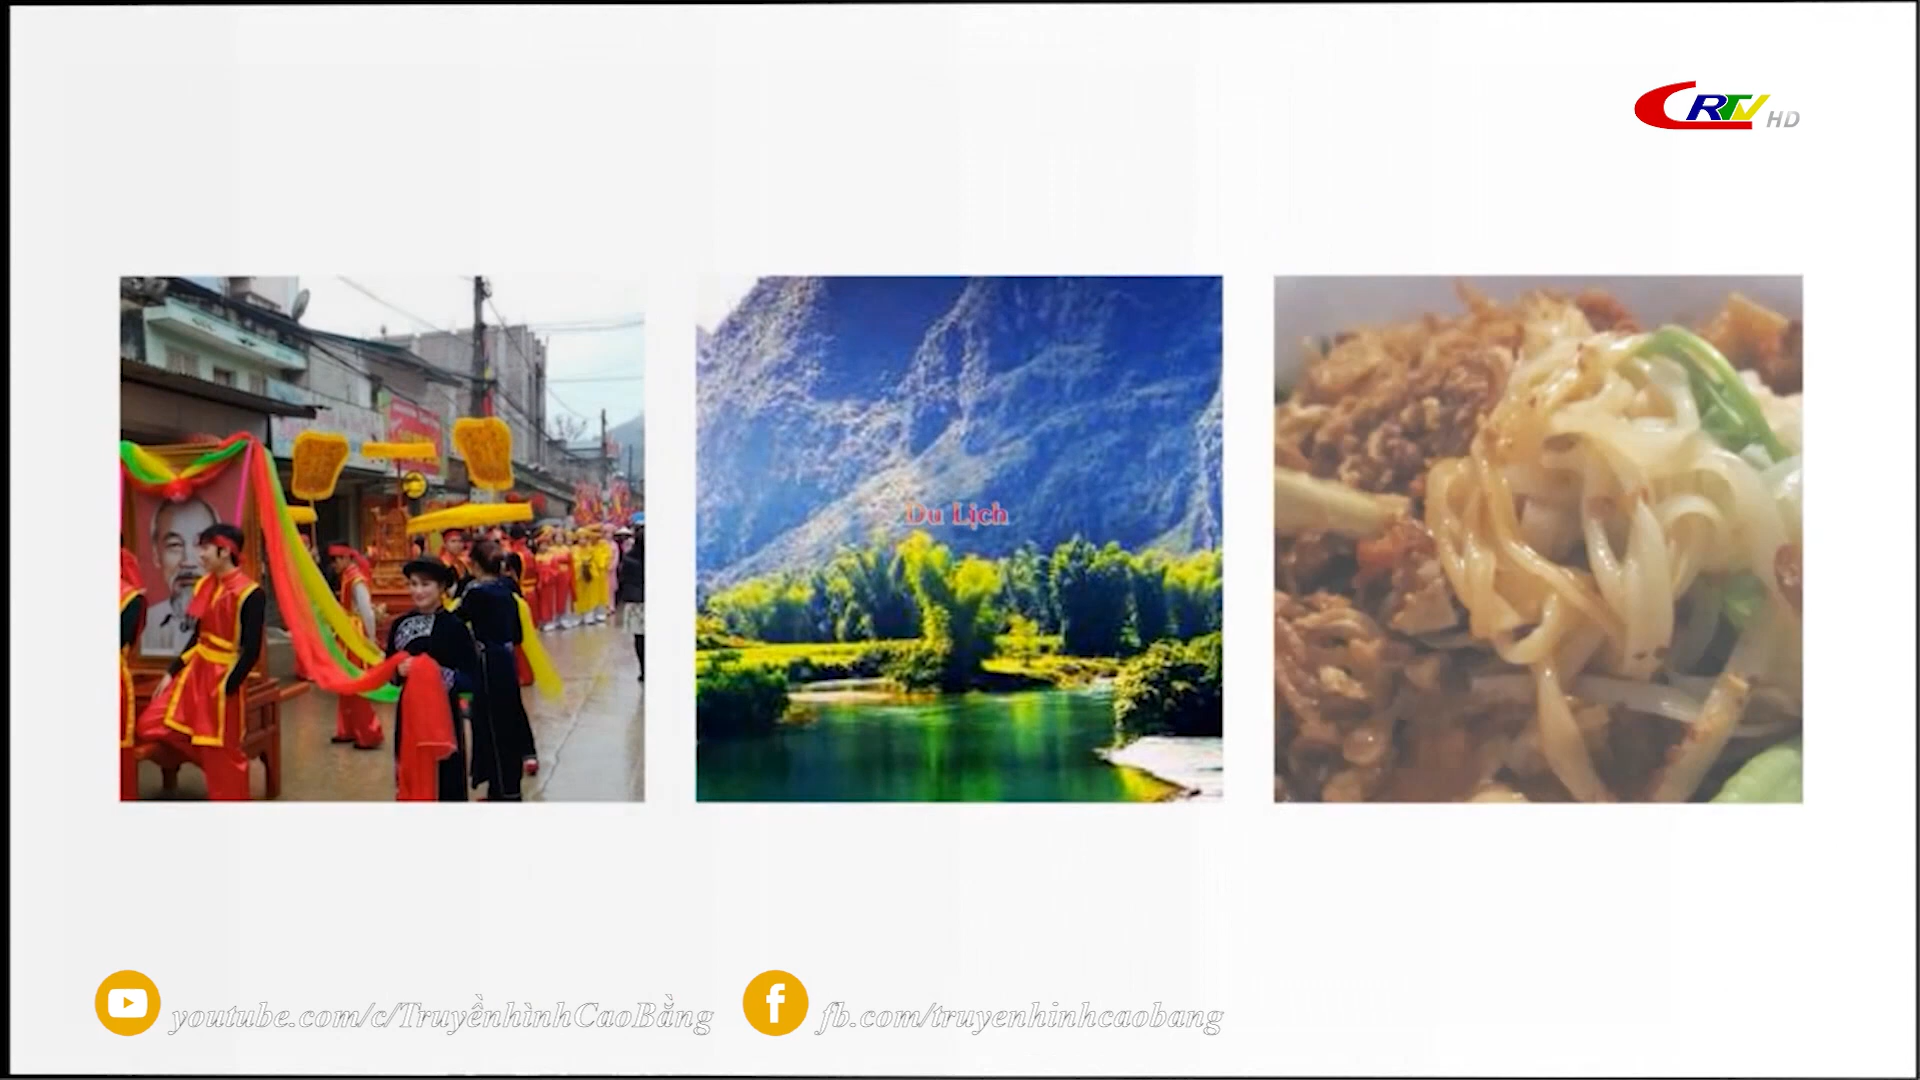 CRTV HD
Du Lịch
youtube.com/c/TruyềnhìnhCaoBằng
fb.com/truyenhinhcaobang